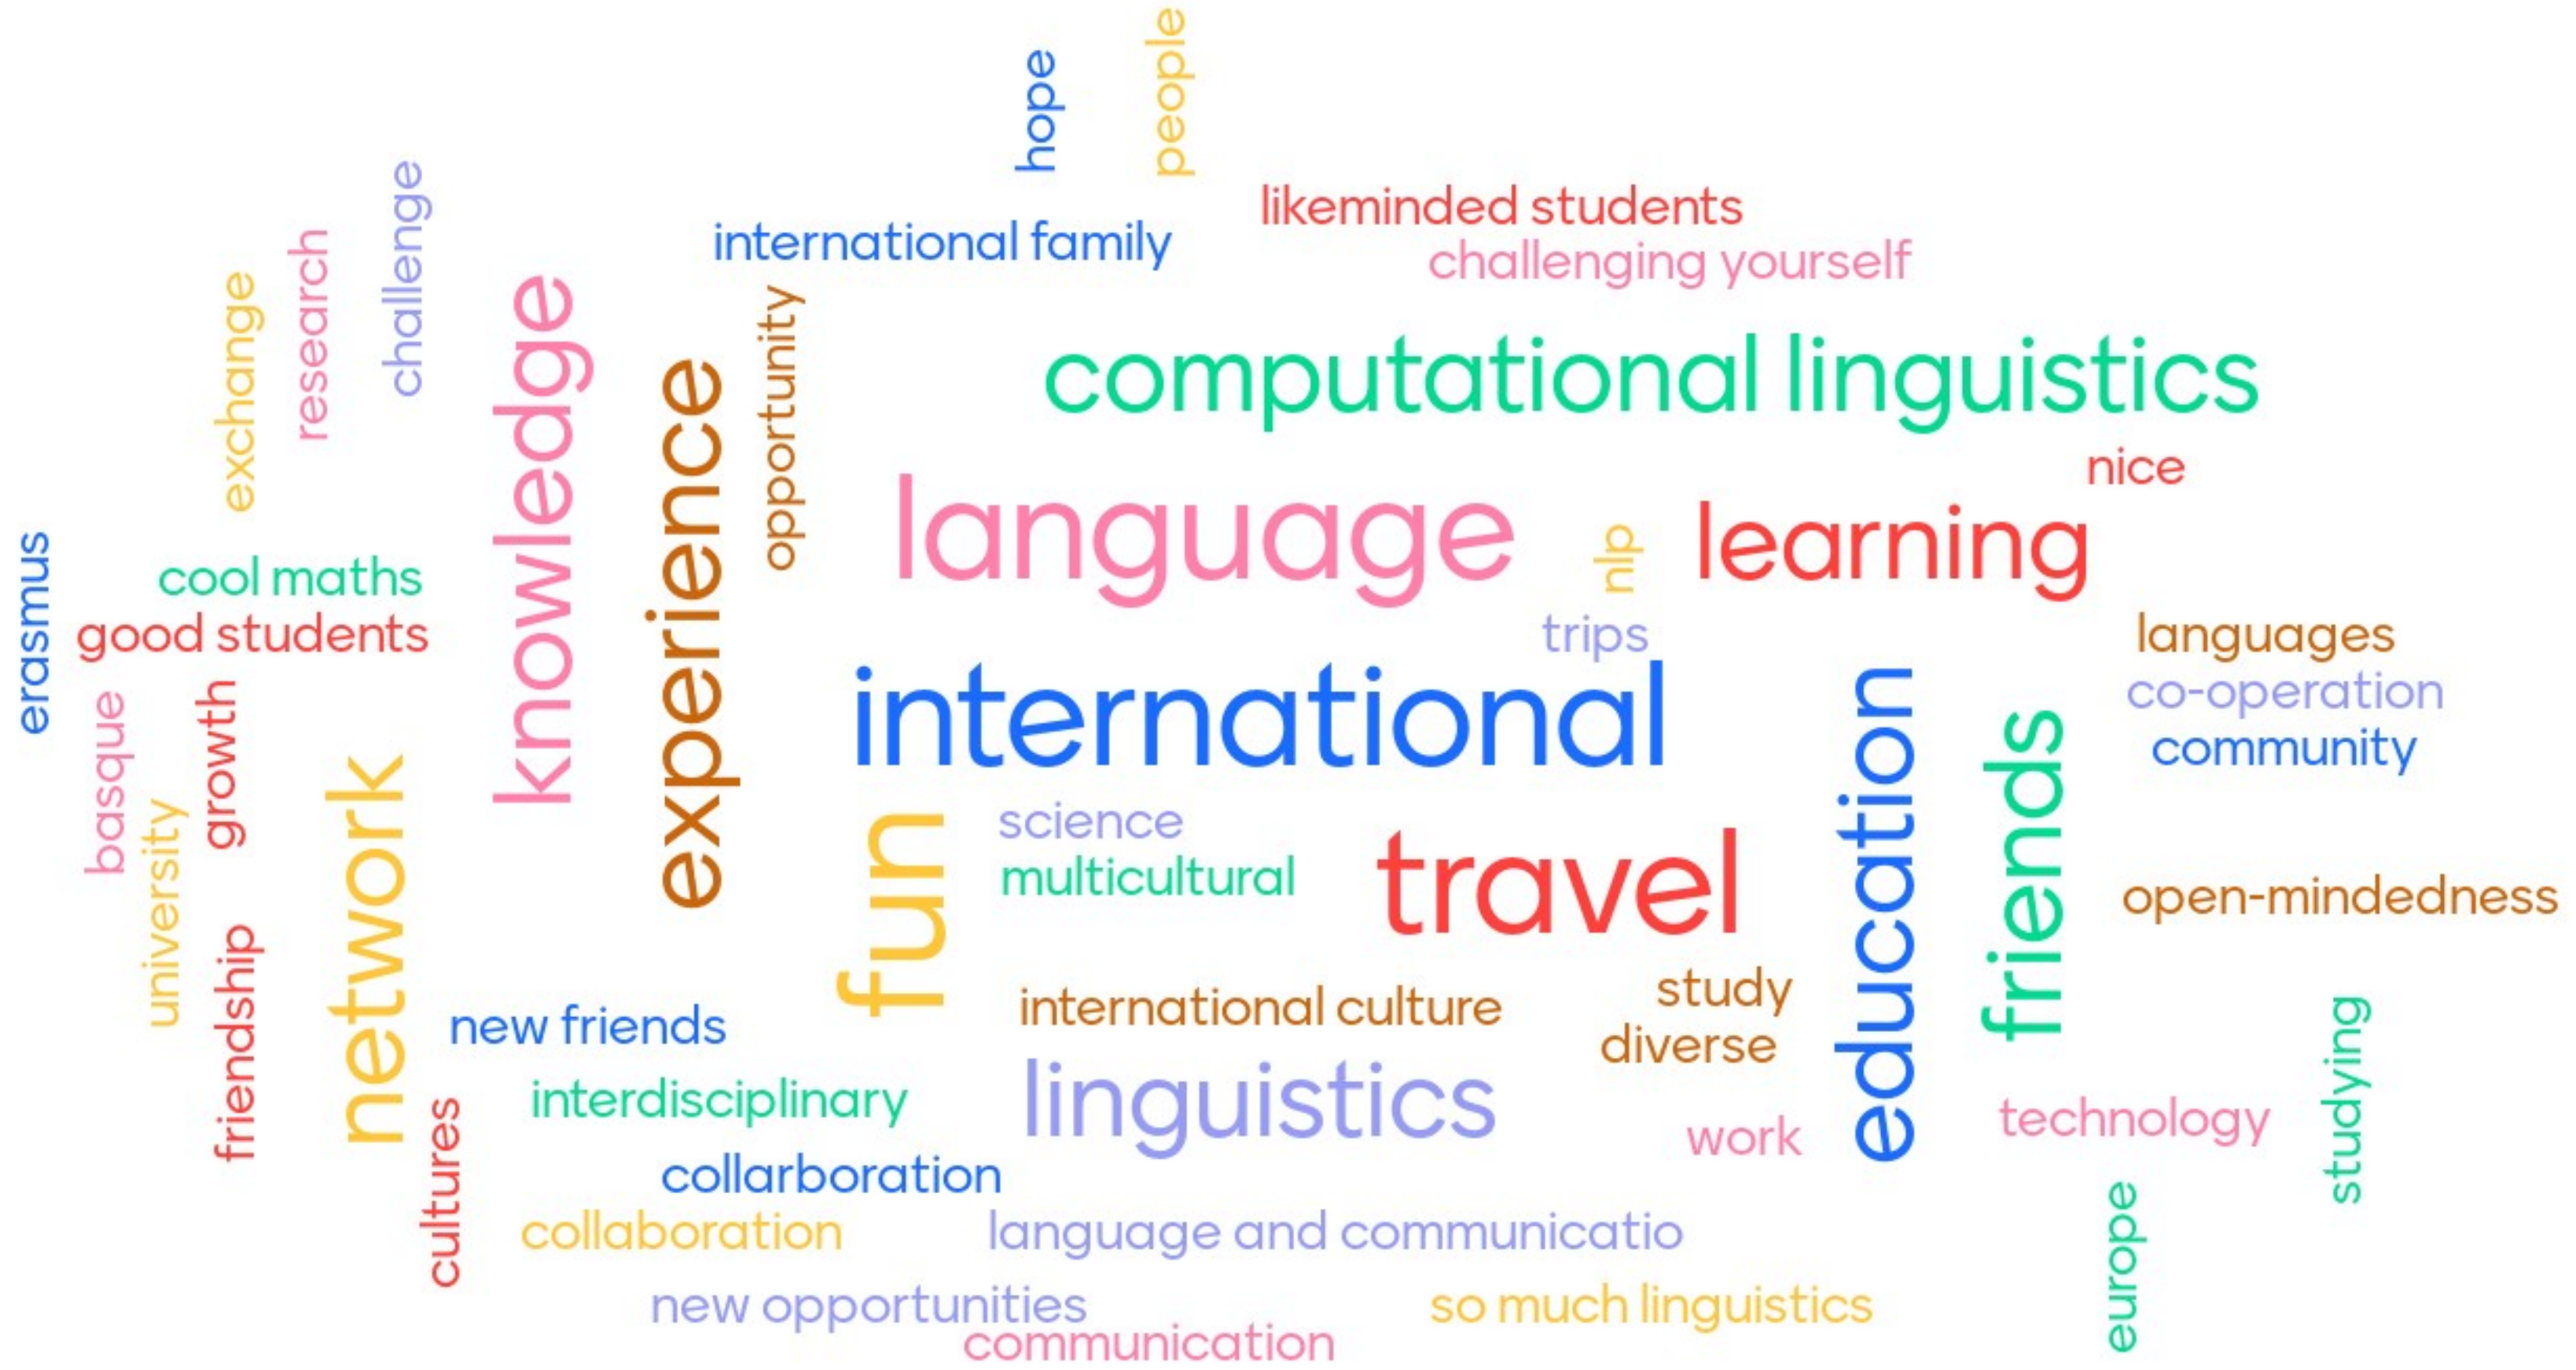 people
hope
likeminded students
international family
challenging yourself
challenge
research
exchange
knowledge
opportunity
experience
computational linguistics
nice
language
nlp
learning
erasmus
cool maths
good students
trips
languages
international
co-operation
community
basque
growth
university
network
education
friends
fun
science
multicultural
travel
open-mindedness
friendship
new friends
international culture
study
diverse
studying
interdisciplinary
linguistics
work
technology
cultures
collarboration
collaboration
language and communicatio
europe
new opportunities
so much linguistics
communication